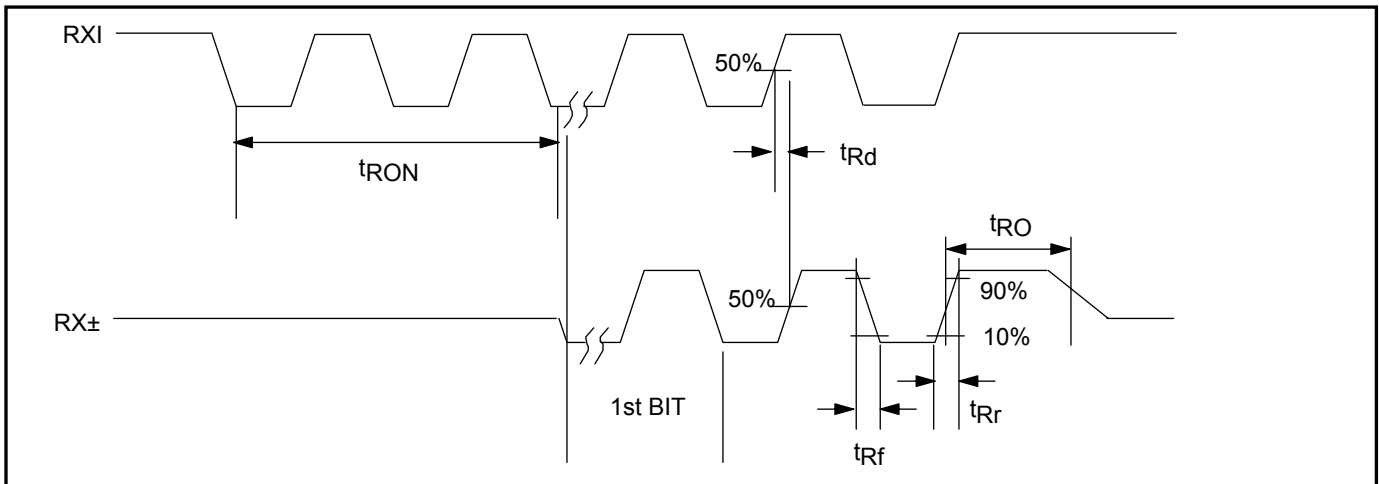 RXI
50%
tRON
tRd
tRO
50%
90%
RX±
10%
1st BIT
tRr
tRf